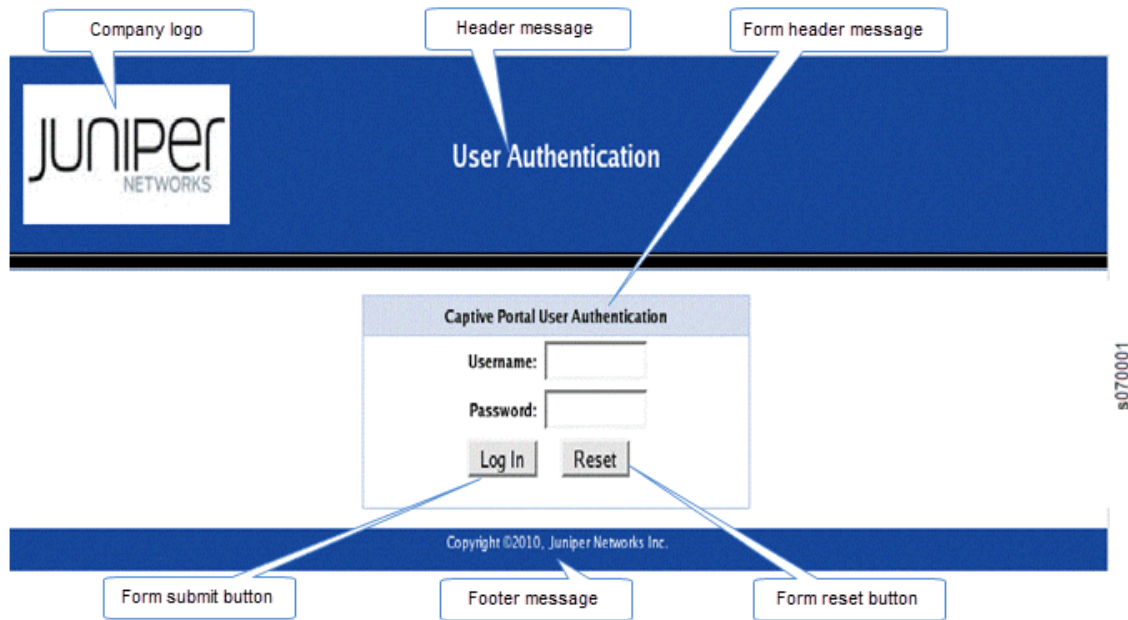 Company logo
Header message
Form header message
JUNIPer
NETWORKS
User Authentication
Captive Portal User Authentication
Username:
Password:
Log In
Reset
s070001
Copyright ©2010, Juniper Networks Inc.
Form submit button
Footer message
Form reset button